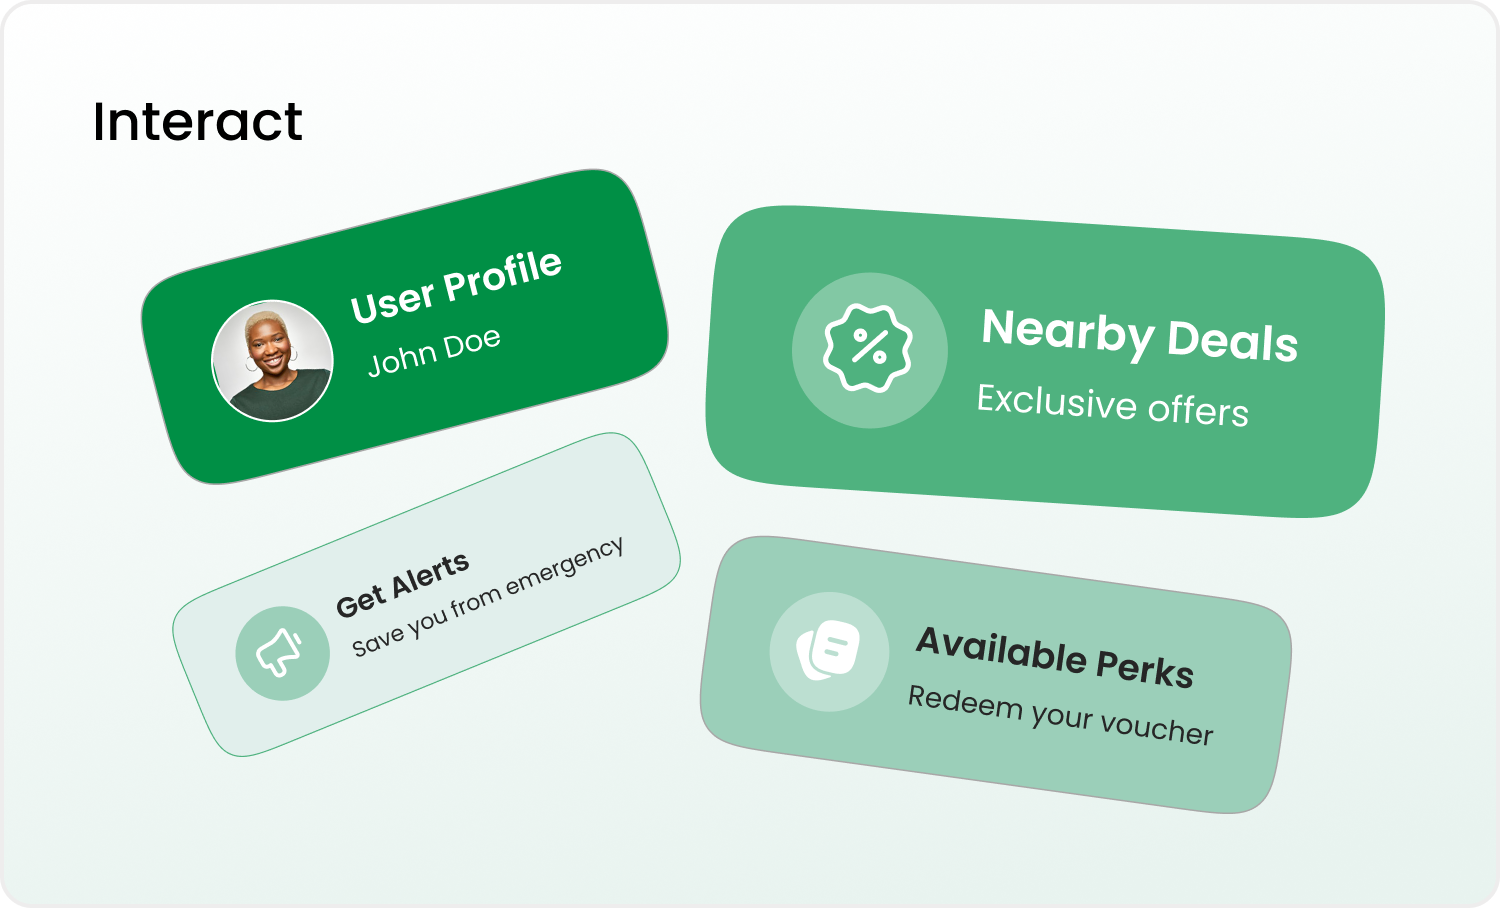 Interact
User Profile
John Doe
Nearby Deals
Exclusive offers
Get Alerts
Save you from emergency
Available Perks
Redeem your voucher